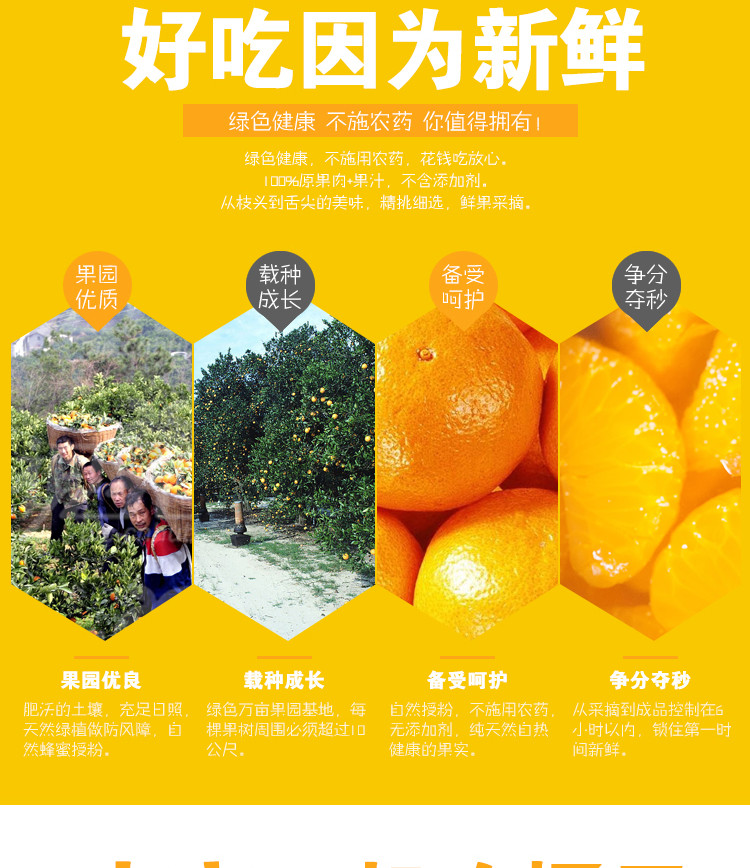 好吃因为新鲜
绿色健康 不施农药 你值得拥有!
绿色健康，不施用农药，花钱吃放心。
100%原果肉+果汁，不含添加剂。
从枝头到舌尖的美味，精挑细选，鲜果采摘。
果园
优质
载种
成长
备受
呵护
争分
夺秒
果园优良
肥沃的土壤，充足日照，
天然绿植做防风障，自
然蜂蜜授粉。
载种成长
绿色万亩果园基地，每
棵果树周围必须超过10
公尺。
备受呵护
自然授粉，不施用农药，
无添加剂，纯天然自热
健康的果实。
争分夺秒
从采摘到成品控制在6
小时以内，锁住第一时
间新鲜。